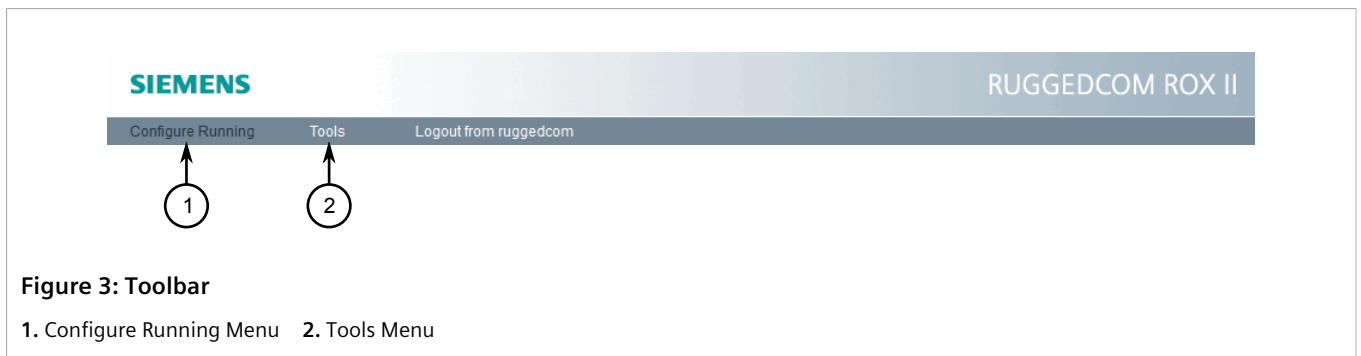 SIEMENS
RUGGEDCOM ROX II
Configure Running Tools Logout from ruggedcom
1 2
Figure 3: Toolbar
1. Configure Running Menu 2. Tools Menu